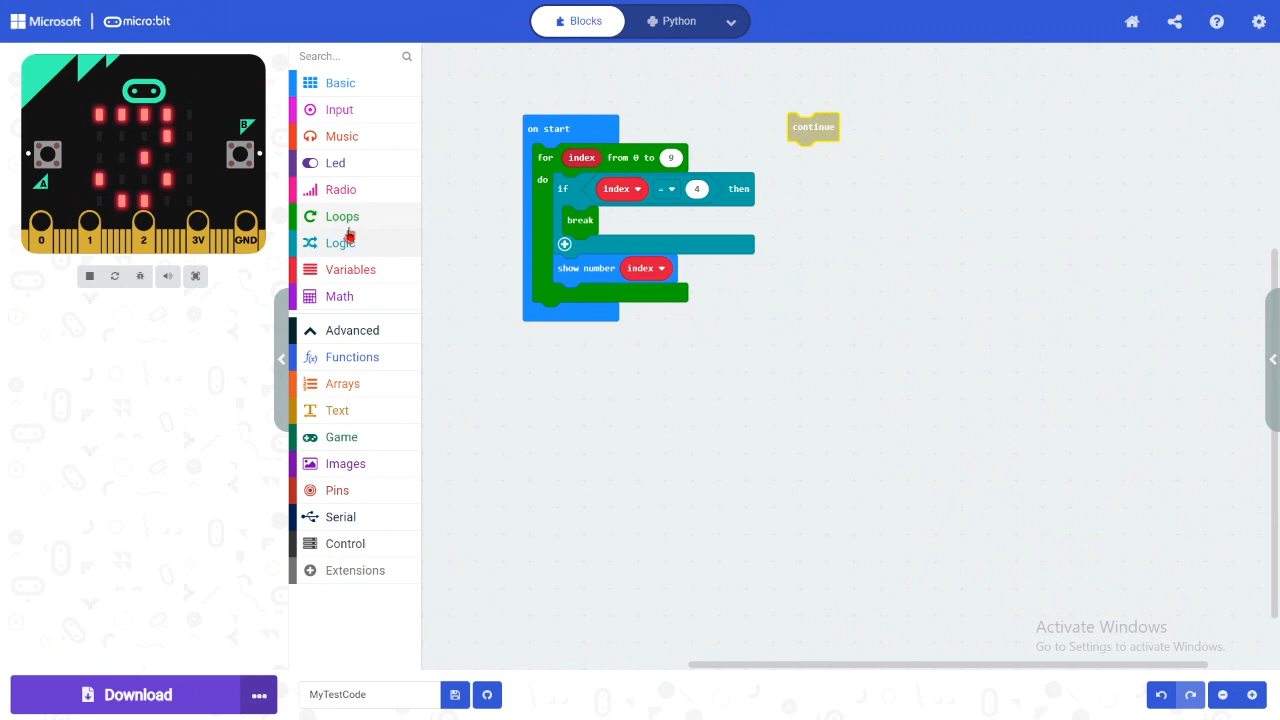 Microsoft micro:bit
Blocks
Python
Search...
Basic
Input
Music
Led
Radio
Loops
Logic
Variables
Math
Advanced
Functions
Arrays
Text
Game
Images
Pins
Serial
Control
Extensions
A
B
0 1 2 3V GND
on start
for index from 0 to 9
do
if index = 4 then
break
show number index
continue
Activate Windows
Go to Settings to activate Windows.
Download
MyTestCode